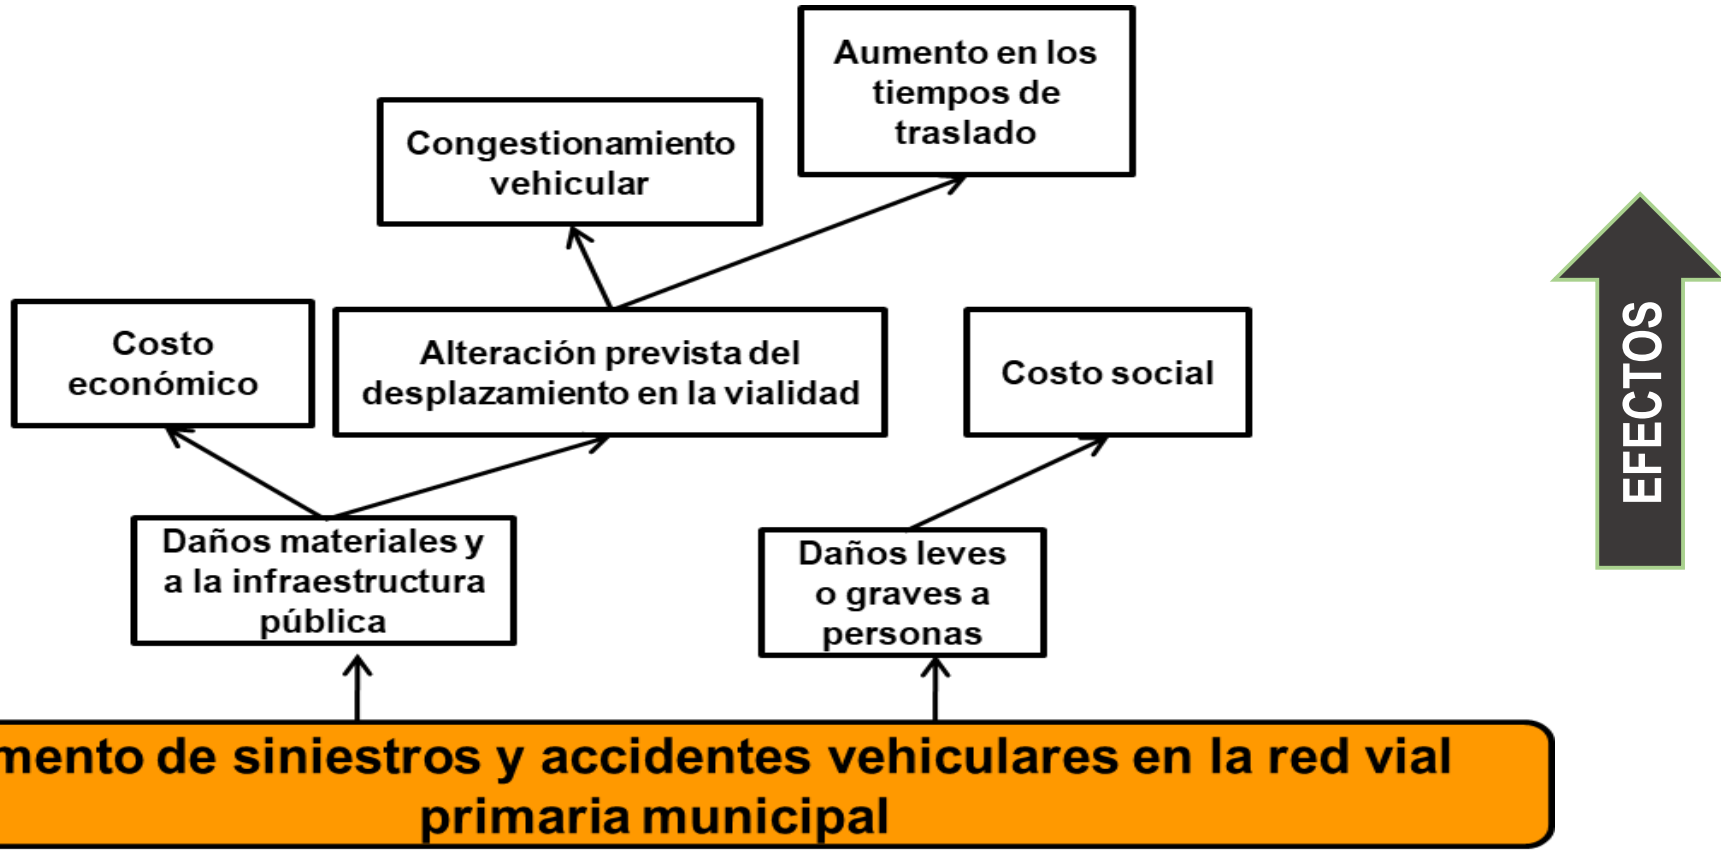 Aumento en los
tiempos de
traslado
Congestionamiento
vehicular
Costo
económico
Alteración prevista del
desplazamiento en la vialidad
Costo social
EFECTOS
Daños materiales y
a la infraestructura
pública
Daños leves
o graves a
personas
mento de siniestros y accidentes vehiculares en la red vial
primaria municipal